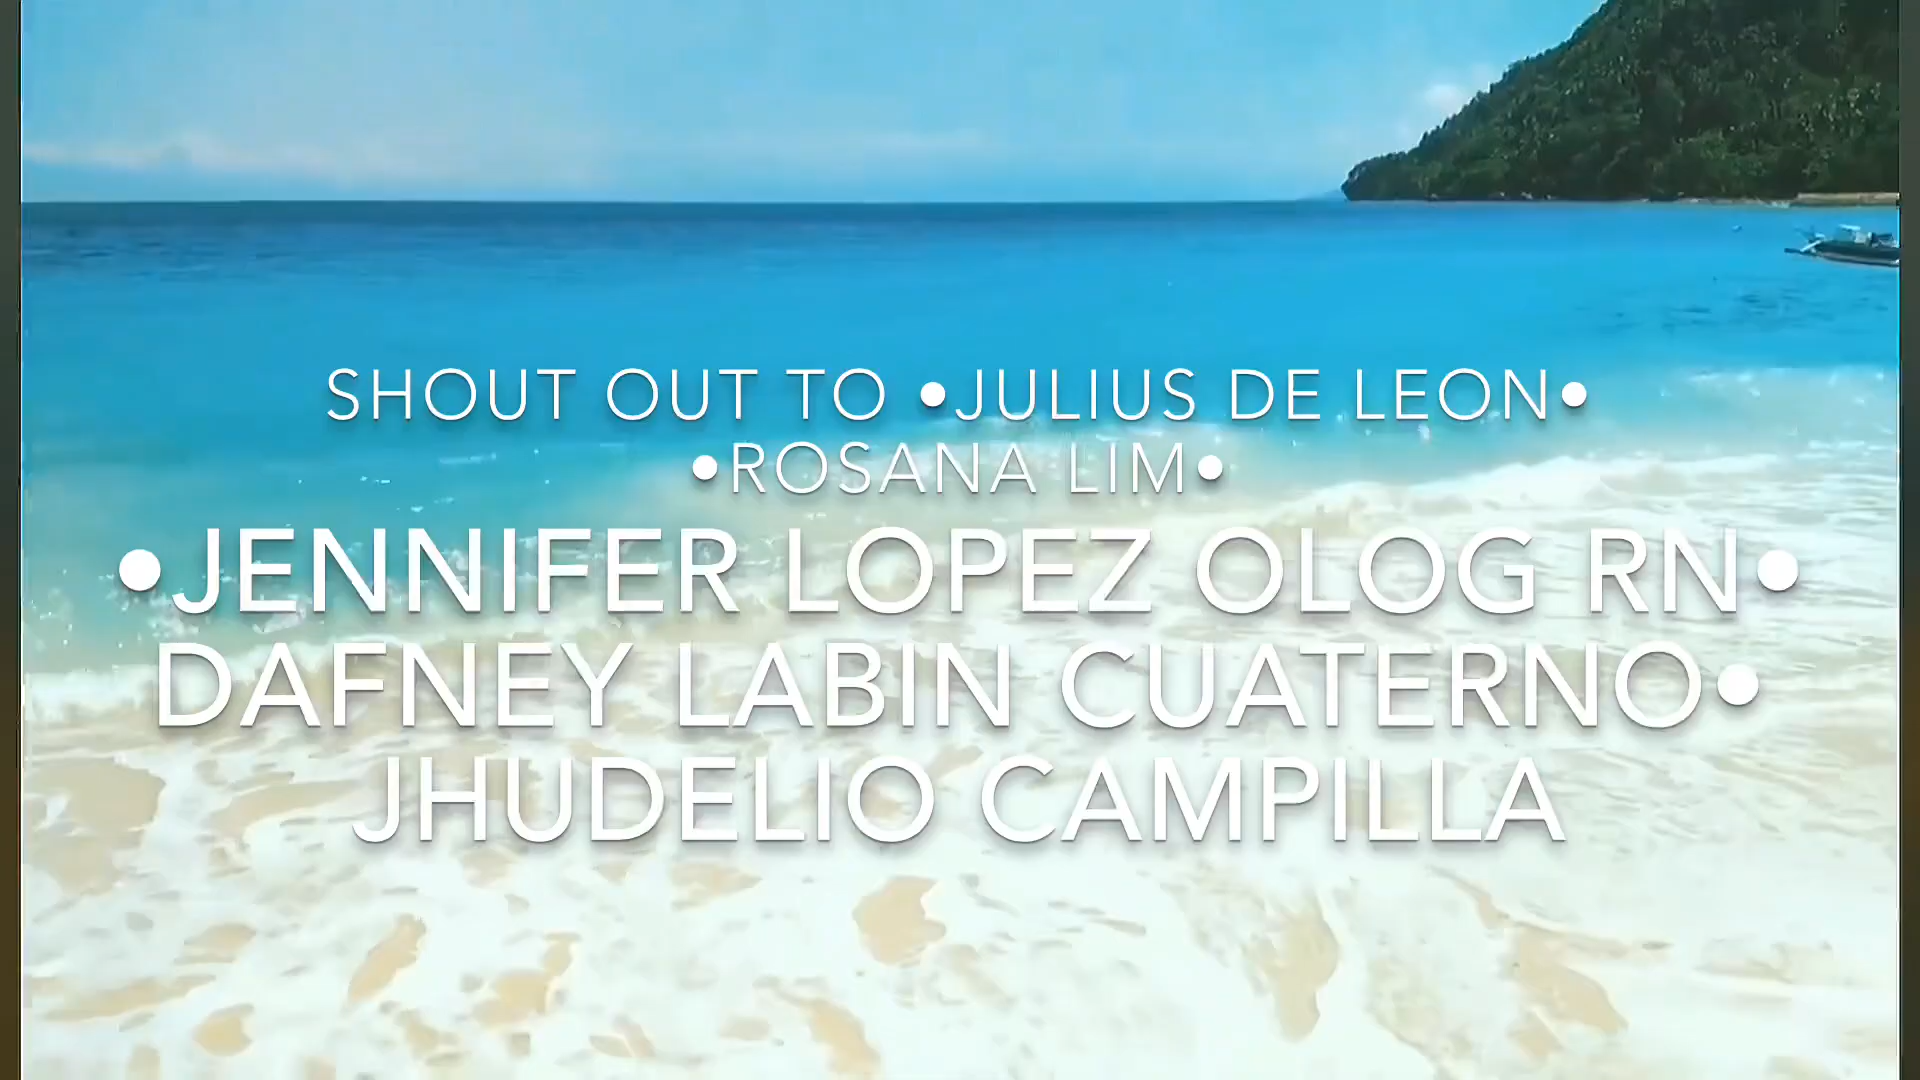 SHOUT OUT TO •JULIUS DE LEON•
•ROSANA LIM•
•JENNIFER LOPEZ OLOG RN•
DAFNEY LABIN CUATERNO•
JHUDELIO CAMPILLA